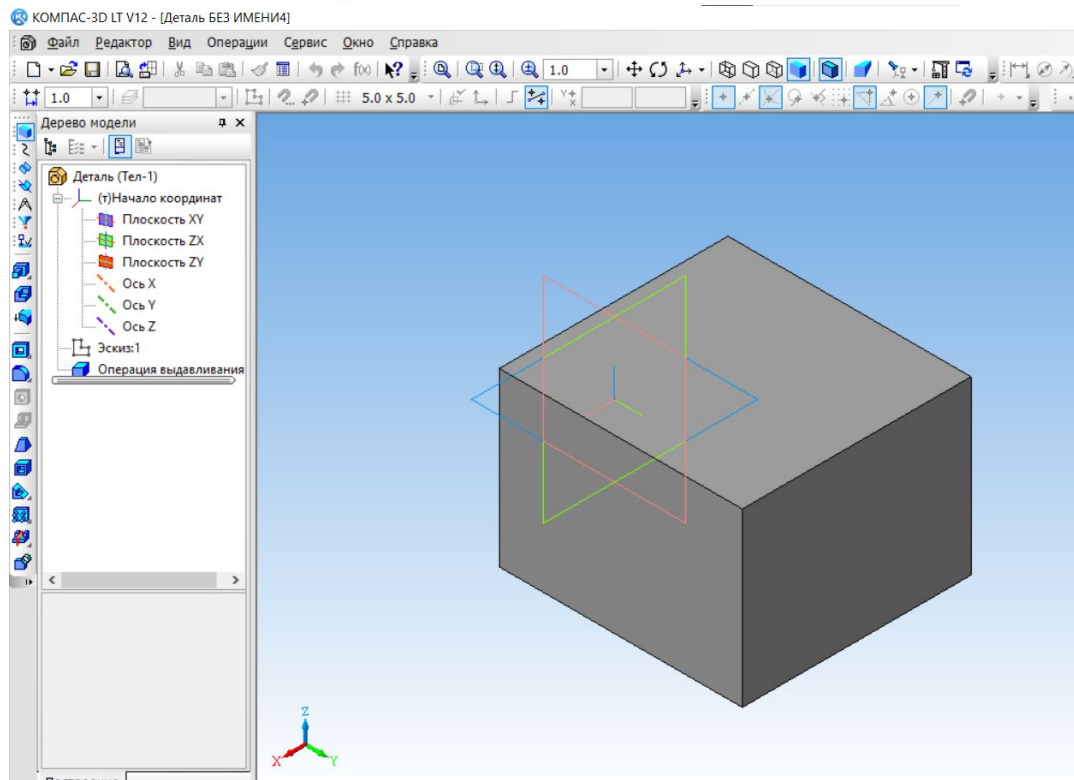 КОМПАС-3D LT V12 - [Деталь БЕЗ ИМЕНИ4]
Файл Редактор Вид Операции Сервис Окно Справка
f(x) 1.0
1.0 5.0 x 5.0
Дерево модели
Деталь (Тел-1)
(т)Начало координат
Плоскость XY
Плоскость ZX
Плоскость ZY
Ось X
Ось Y
Ось Z
Эскиз:1
Операция выдавливания
Z
X Y